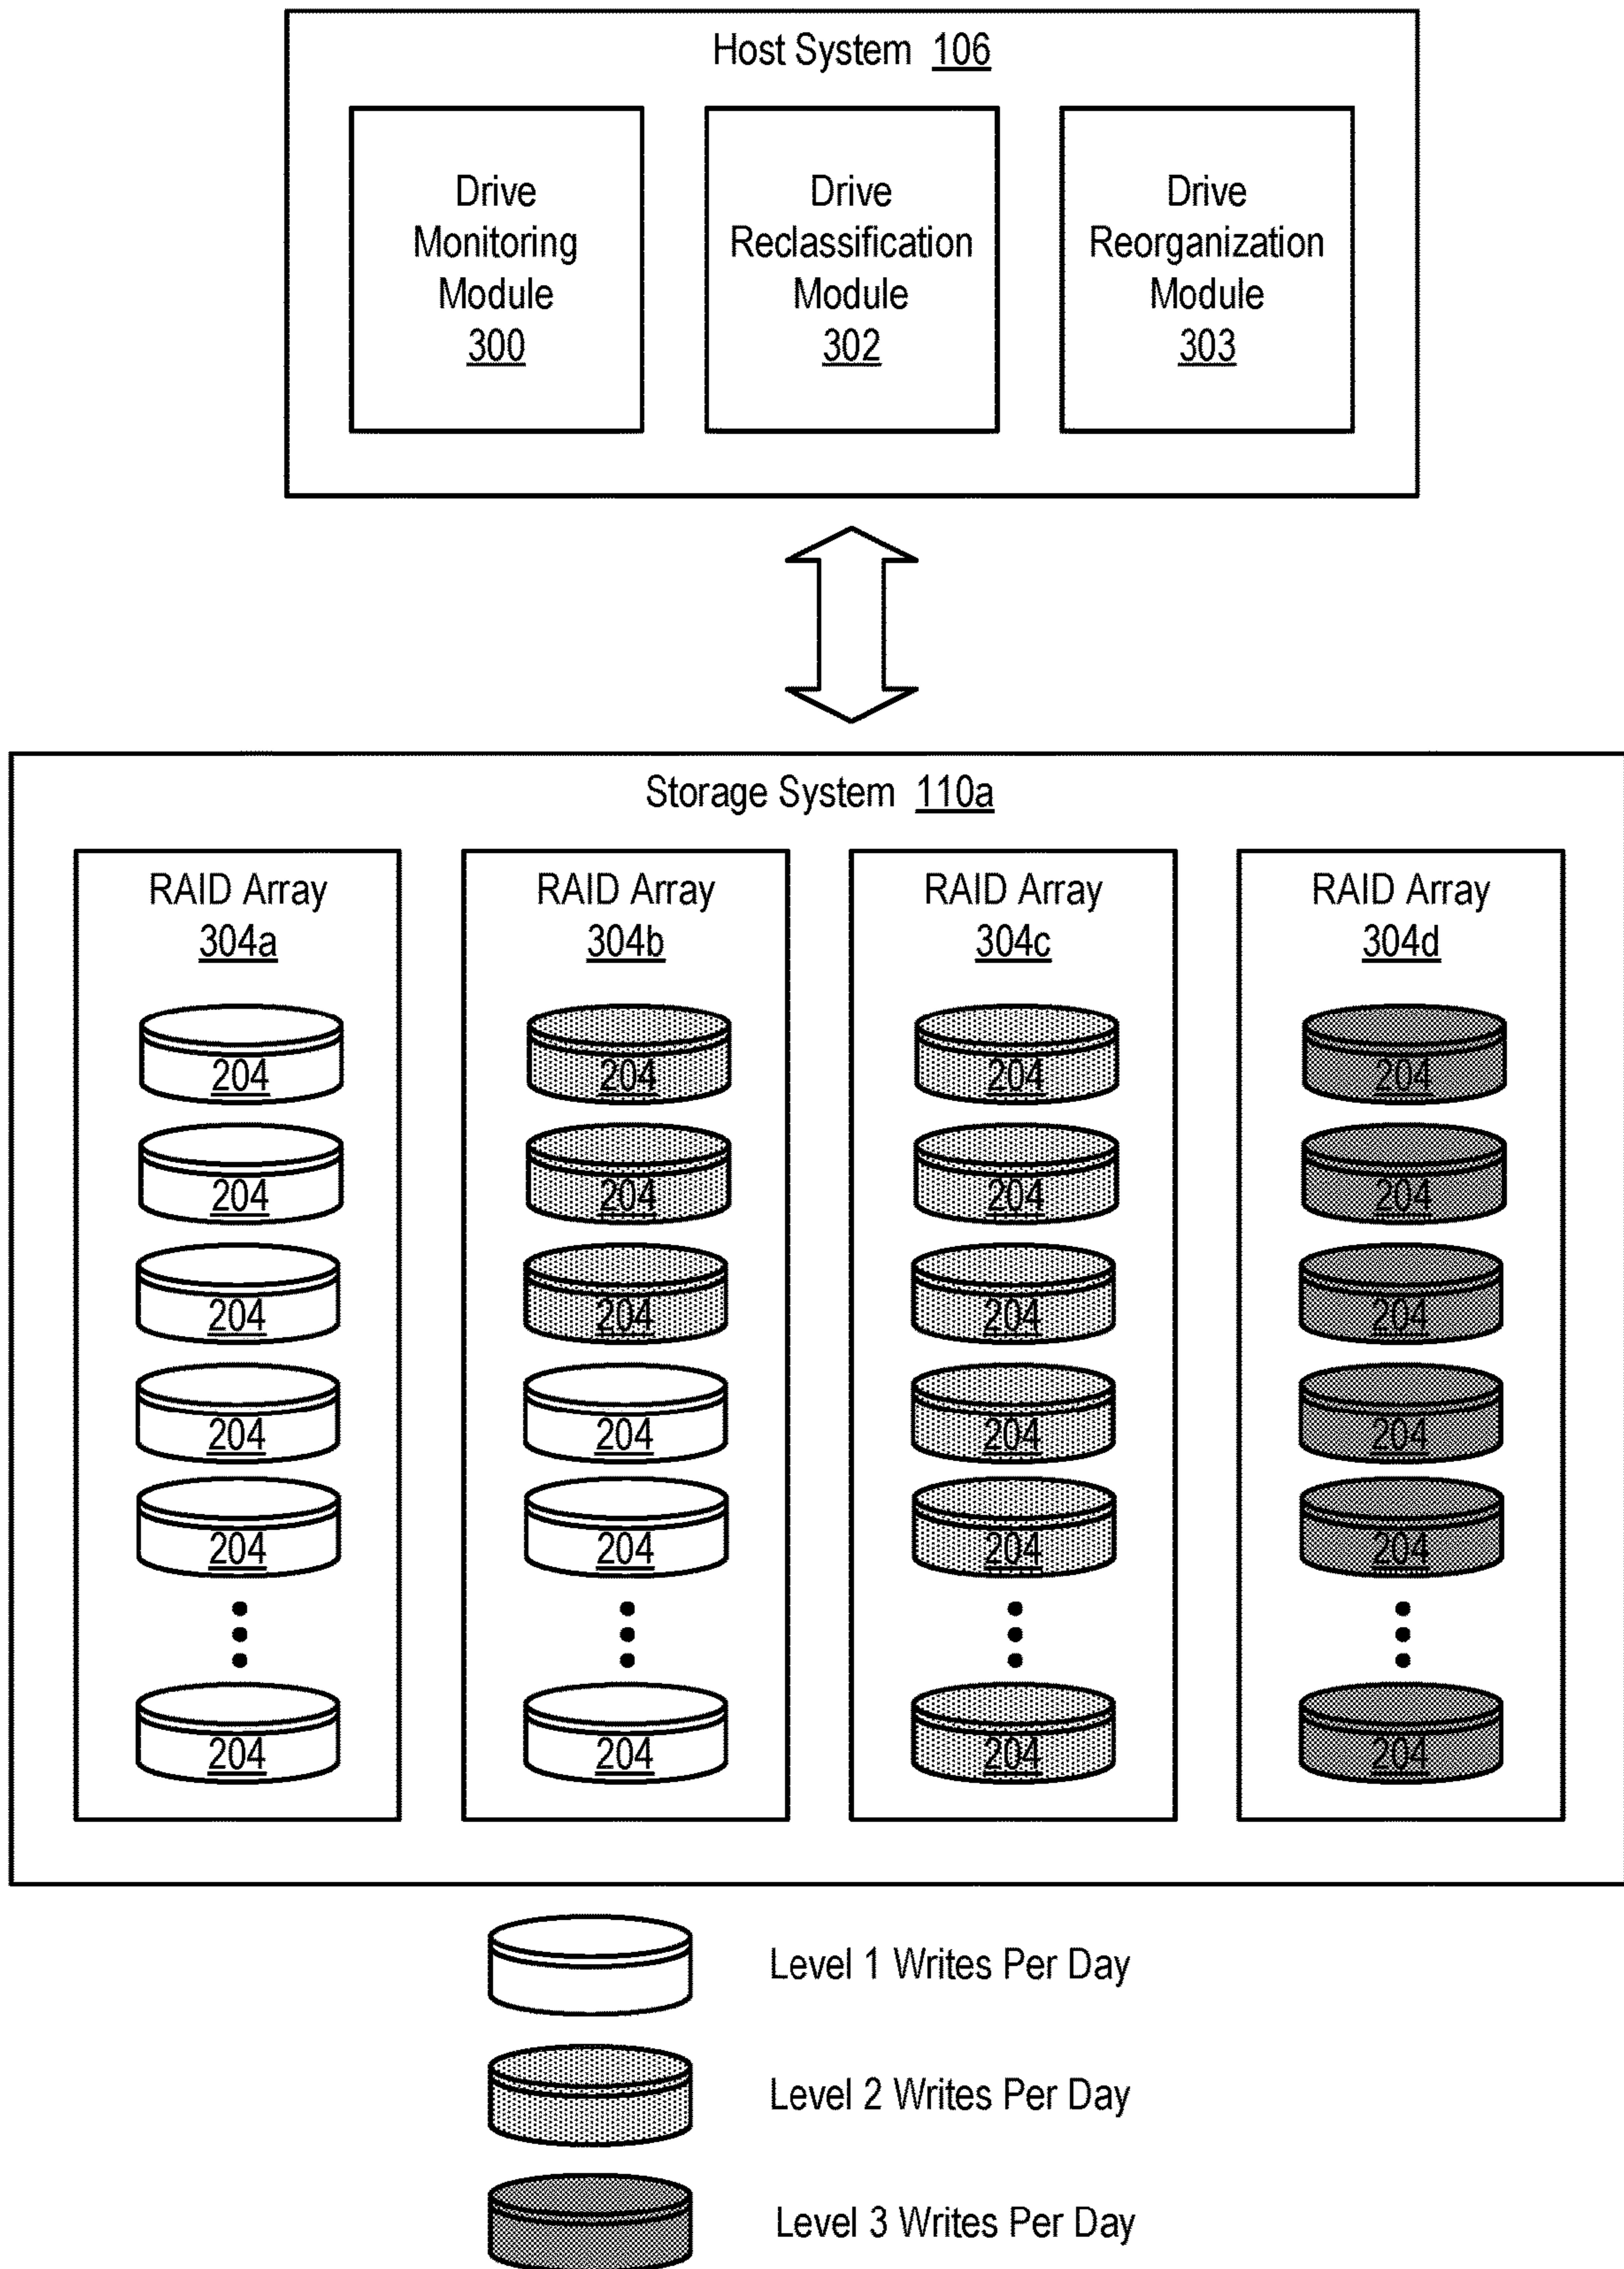 Host System 106
Drive
Monitoring
Module
300
Drive
Reclassification
Module
302
Drive
Reorganization
Module
303
Storage System 110a
RAID Array
304a
RAID Array
304b
RAID Array
304c
RAID Array
304d
204 204 204 204
204 204 204 204
204 204 204 204
204 204 204 204
204 204 204 204
204 204 204 204
Level 1 Writes Per Day
Level 2 Writes Per Day
Level 3 Writes Per Day